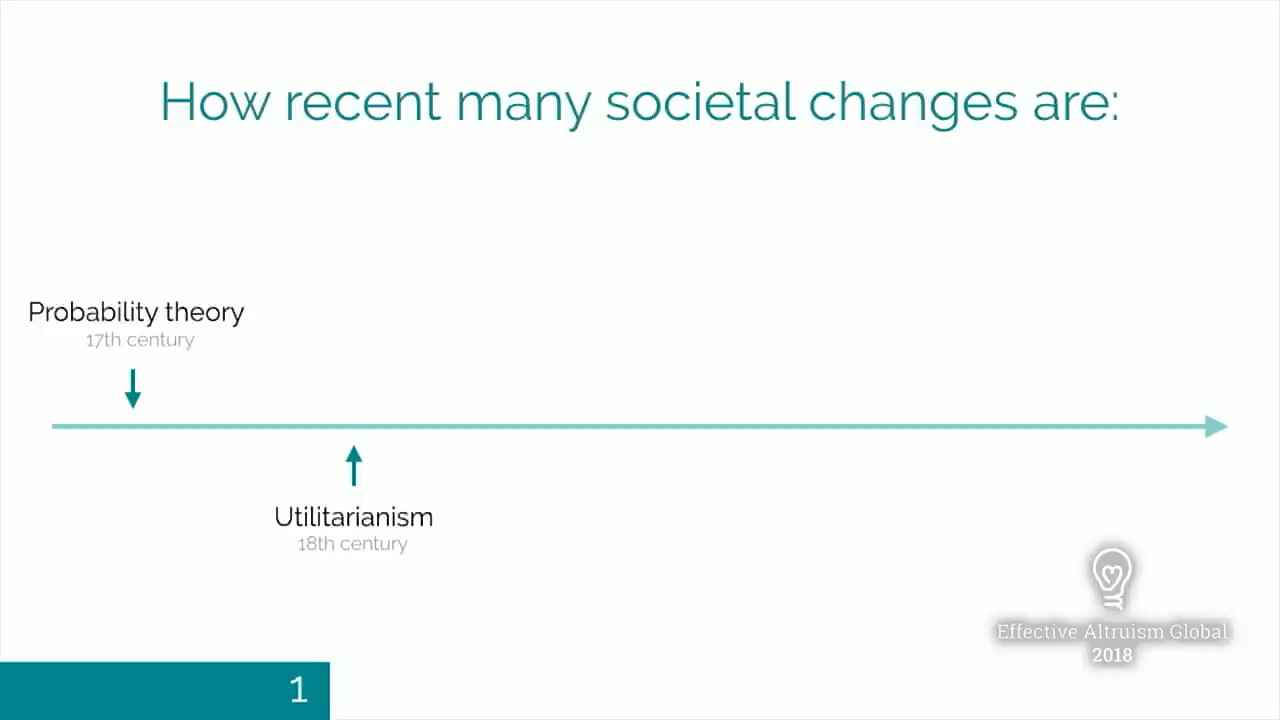 How recent many societal changes are:
Probability theory
17th century
Utilitarianism
18th century
Effective Altruism Global
2018
1